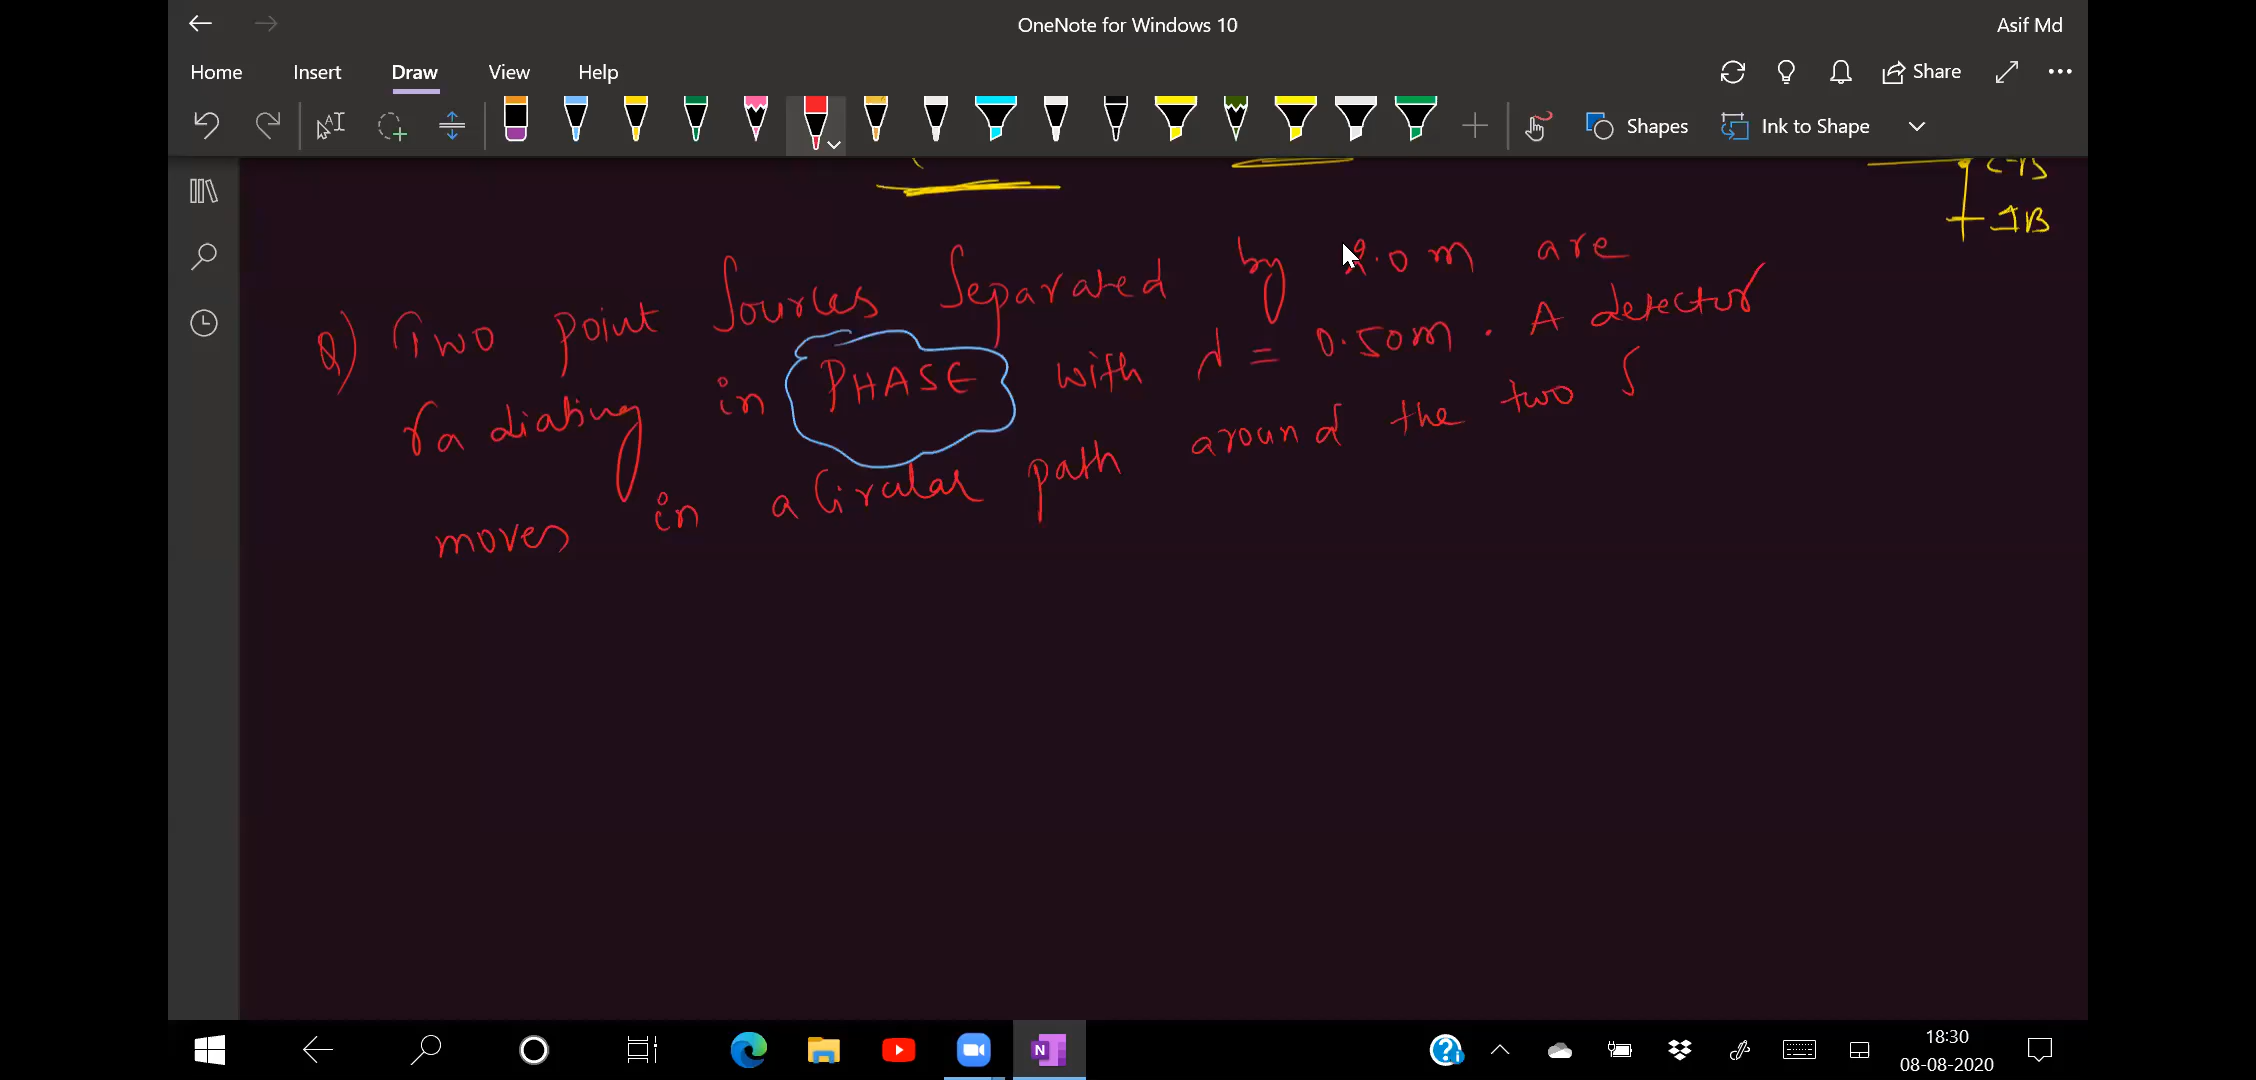 OneNote for Windows 10
Asif Md
Home Insert Draw View Help
Share
Shapes Ink to Shape
IB
Q) Two point Sources Separated by 2.0 m are
radiating in PHASE with λ = 0.50m. A detector
moves in a Circular path around the two S
18:30
08-08-2020